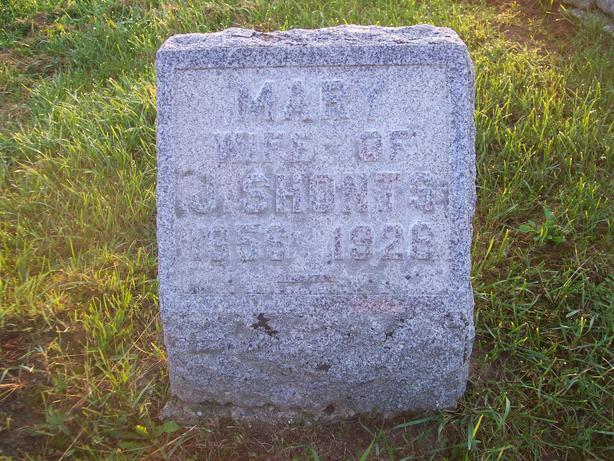 MARY
WIFE OF
J. SHONTS
1856 1926